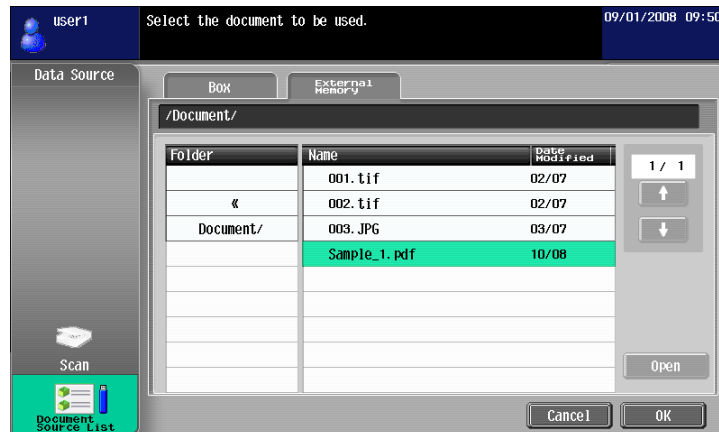 user1
Select the document to be used.
09/01/2008 09:50
Data Source
Box
External
Memory
/Document/
Folder
Name
Date
Modified
1/ 1
001.tif 02/07
« 002.tif 02/07
Document/ 003.JPG 03/07
Sample_1.pdf 10/08
Scan
Open
Document
Source List
Cancel
OK